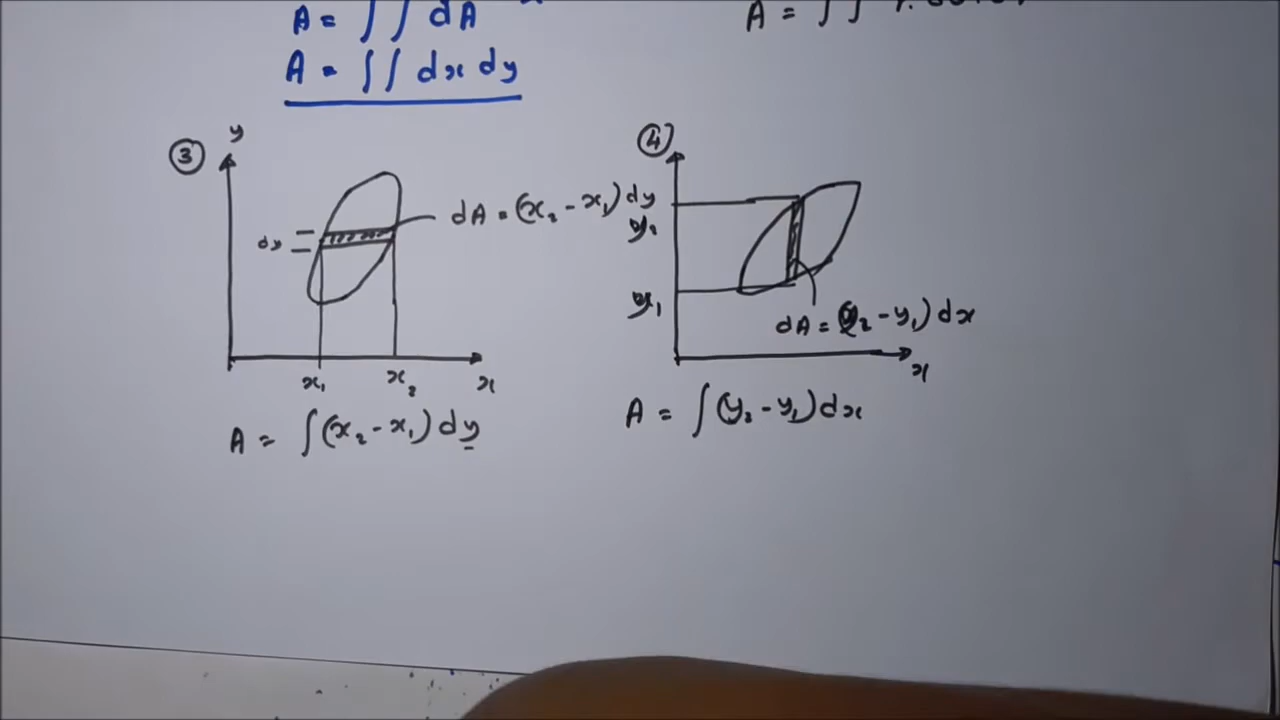 A = ∫∫ dA
A = ∫∫
A = ∫∫ dx dy
③
y
dy
dA = (x₂ - x₁) dy
x₁
x₂
x
A = ∫(x₂ - x₁) dy
④
y₂
y₁
dA = (y₂ - y₁) dx
x
A = ∫(y₂ - y₁) dx